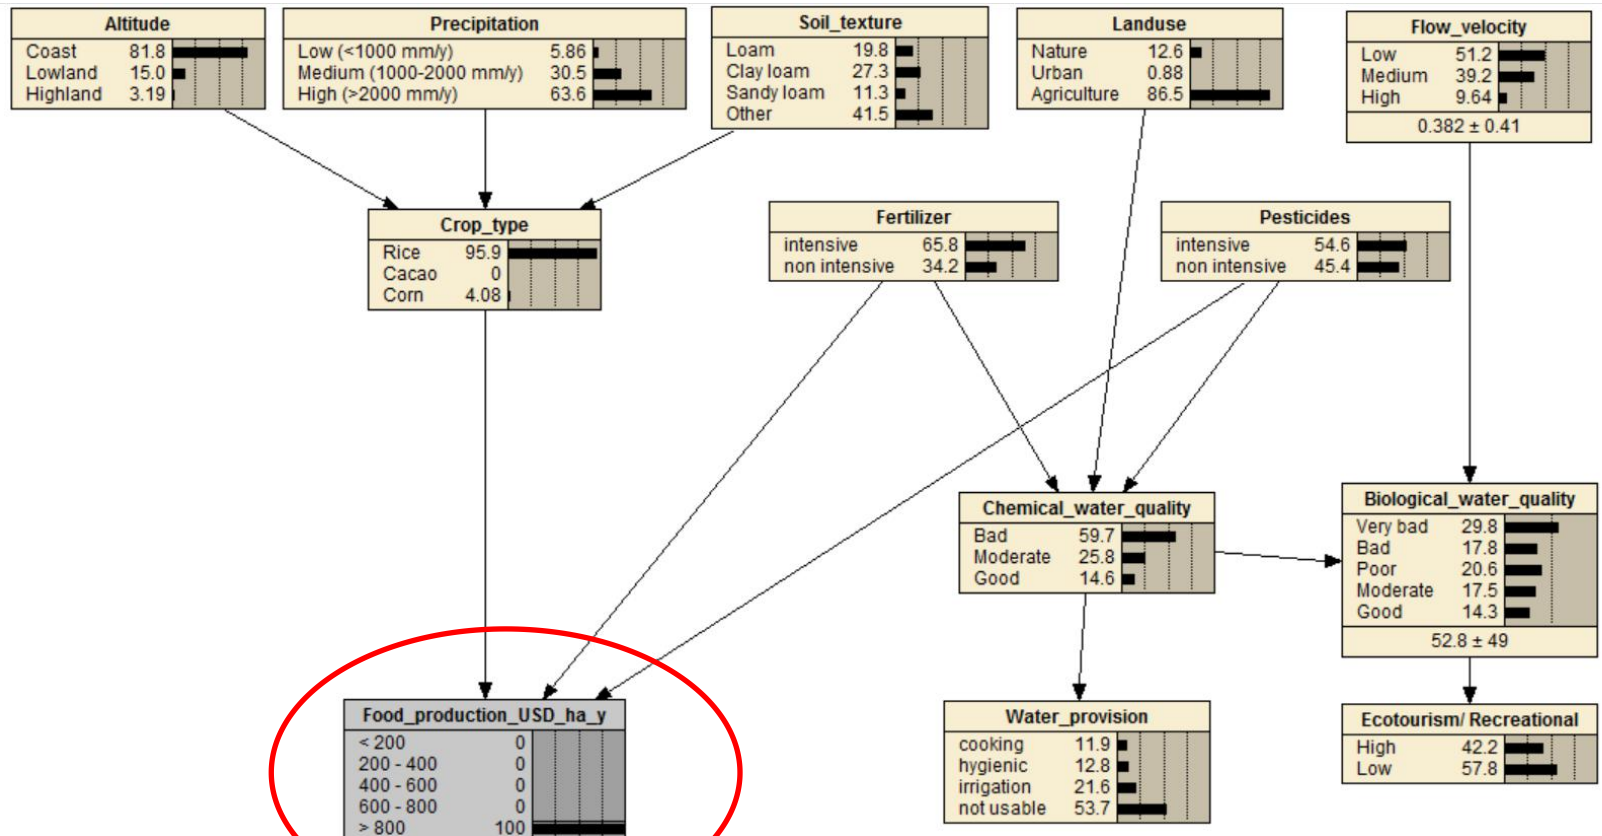 Altitude
Coast 81.8
Lowland 15.0
Highland 3.19
Precipitation
Low (<1000 mm/y) 5.86
Medium (1000-2000 mm/y) 30.5
High (>2000 mm/y) 63.6
Soil_texture
Loam 19.8
Clay loam 27.3
Sandy loam 11.3
Other 41.5
Landuse
Nature 12.6
Urban 0.88
Agriculture 86.5
Flow_velocity
Low 51.2
Medium 39.2
High 9.64
0.382 ± 0.41
Crop_type
Rice 95.9
Cacao 0
Corn 4.08
Fertilizer
intensive 65.8
non intensive 34.2
Pesticides
intensive 54.6
non intensive 45.4
Chemical_water_quality
Bad 59.7
Moderate 25.8
Good 14.6
Biological_water_quality
Very bad 29.8
Bad 17.8
Poor 20.6
Moderate 17.5
Good 14.3
52.8 ± 49
Food_production_USD_ha_y
< 200 0
200 - 400 0
400 - 600 0
600 - 800 0
> 800 100
Water_provision
cooking 11.9
hygienic 12.8
irrigation 21.6
not usable 53.7
Ecotourism/ Recreational
High 42.2
Low 57.8